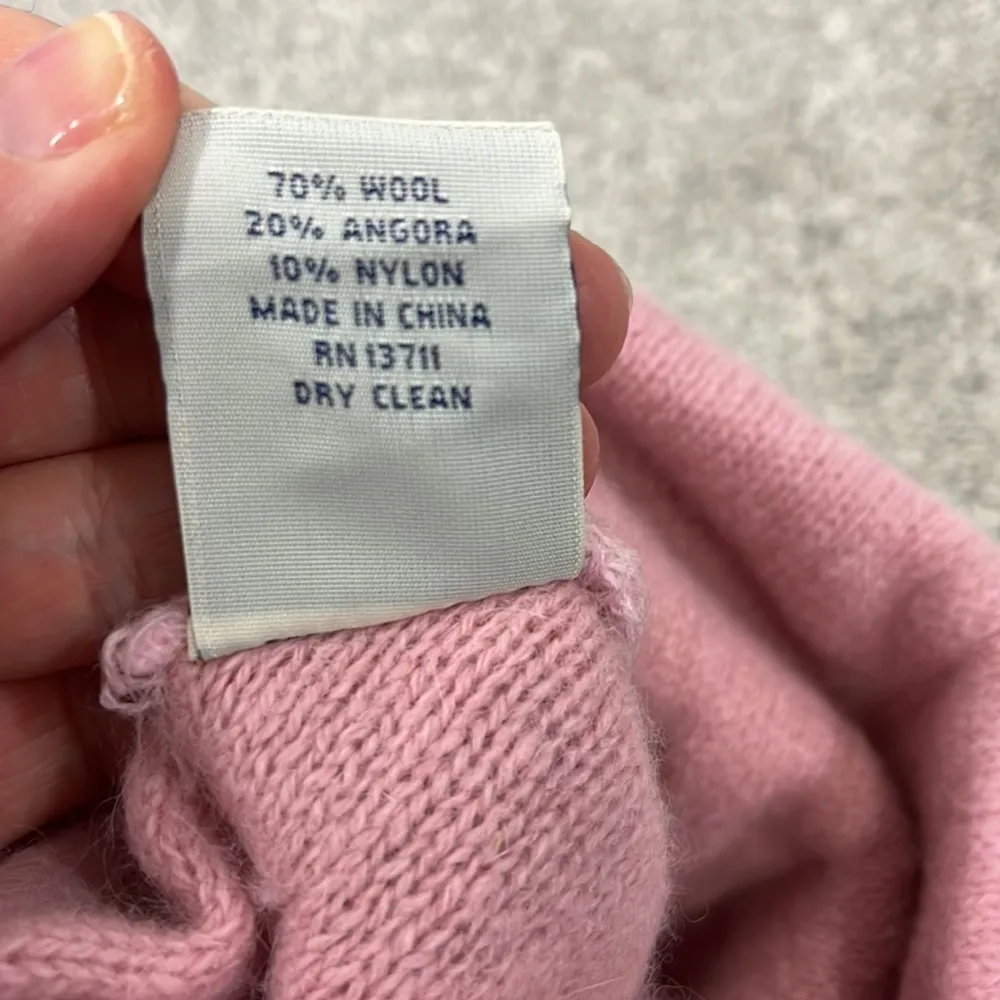 70% WOOL
20% ANGORA
10% NYLON
MADE IN CHINA
RN 13711
DRY CLEAN